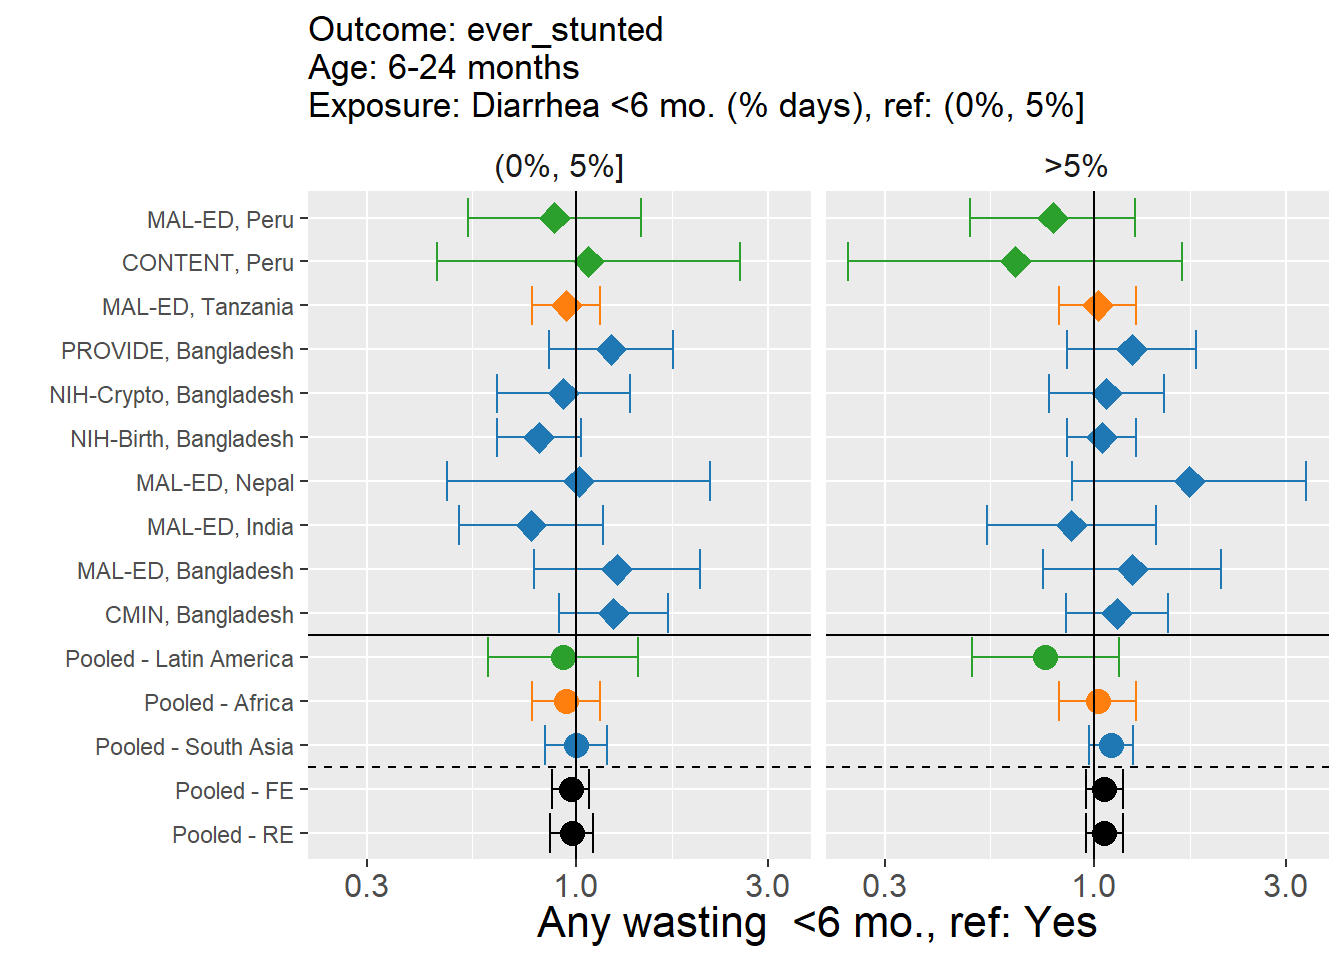 Outcome: ever_stunted
Age: 6-24 months
Exposure: Diarrhea <6 mo. (% days), ref: (0%, 5%]
(0%, 5%]
>5%
MAL-ED, Peru
CONTENT, Peru
MAL-ED, Tanzania
PROVIDE, Bangladesh
NIH-Crypto, Bangladesh
NIH-Birth, Bangladesh
MAL-ED, Nepal
MAL-ED, India
MAL-ED, Bangladesh
CMIN, Bangladesh
Pooled - Latin America
Pooled - Africa
Pooled - South Asia
Pooled - FE
Pooled - RE
0.3 1.0 3.0
0.3 1.0 3.0
Any wasting  <6 mo., ref: Yes